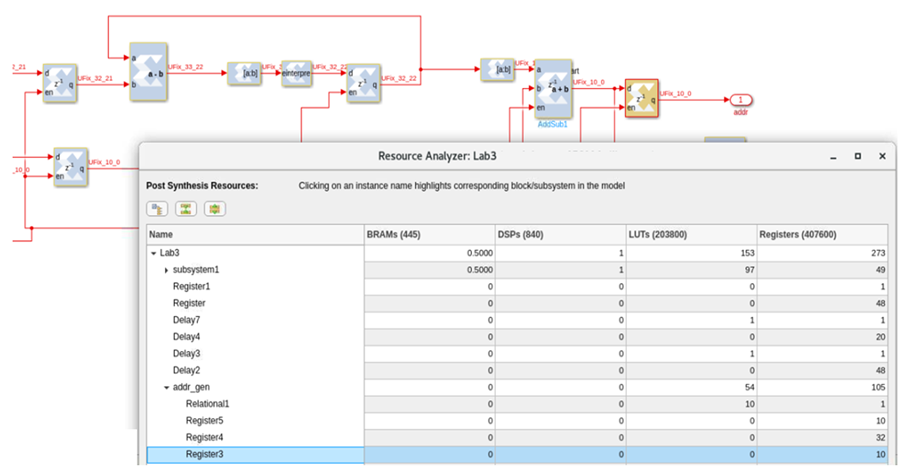 2_21
d
z-1
q
en
UFix_32_21
a
a - b
b
UFix_33_22
[a:b]
UFix_3
einterpre
UFix_32_22
d
z-1
q
en
UFix_32_22
[a:b]
UFix_1
a
b
z-1
a + b
en
art
UFix_10_0
AddSub1
d
z-1
q
en
UFix_10_0
1
addr
_10_0
d
z-1
q
en
UFix_10_0
Resource Analyzer: Lab3
Post Synthesis Resources: Clicking on an instance name highlights corresponding block/subsystem in the model
Name BRAMs (445) DSPs (840) LUTs (203800) Registers (407600)
Lab3 0.5000 1 153 273
subsystem1 0.5000 1 97 49
Register1 0 0 0 1
Register 0 0 0 48
Delay7 0 0 1 1
Delay4 0 0 0 20
Delay3 0 0 1 1
Delay2 0 0 0 48
addr_gen 0 0 54 105
Relational1 0 0 10 1
Register5 0 0 0 10
Register4 0 0 0 32
Register3 0 0 0 10